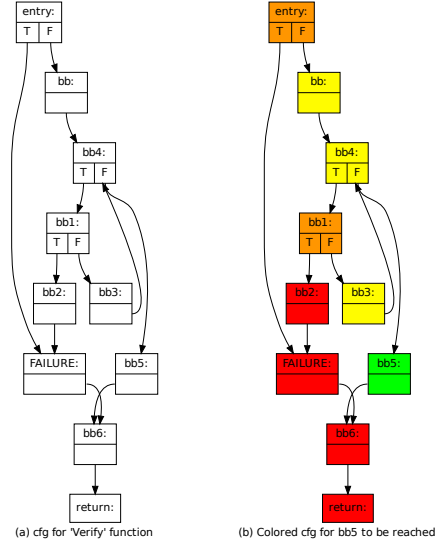 entry:
T F
bb:
bb4:
T F
bb1:
T F
bb2:
bb3:
FAILURE:
bb5:
bb6:
return:
(a) cfg for 'Verify' function
entry:
T F
bb:
bb4:
T F
bb1:
T F
bb2:
bb3:
FAILURE:
bb5:
bb6:
return:
(b) Colored cfg for bb5 to be reached